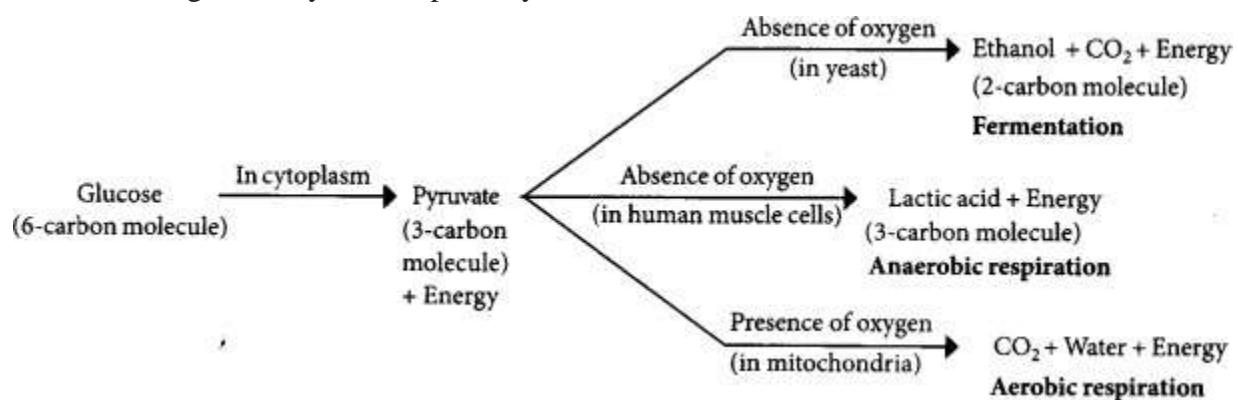 Absence of oxygen
(in yeast)
Ethanol + CO₂ + Energy
(2-carbon molecule)
Fermentation
Glucose
(6-carbon molecule)
In cytoplasm
Pyruvate
(3-carbon
molecule)
+ Energy
Absence of oxygen
(in human muscle cells)
Lactic acid + Energy
(3-carbon molecule)
Anaerobic respiration
Presence of oxygen
(in mitochondria)
CO₂ + Water + Energy
Aerobic respiration